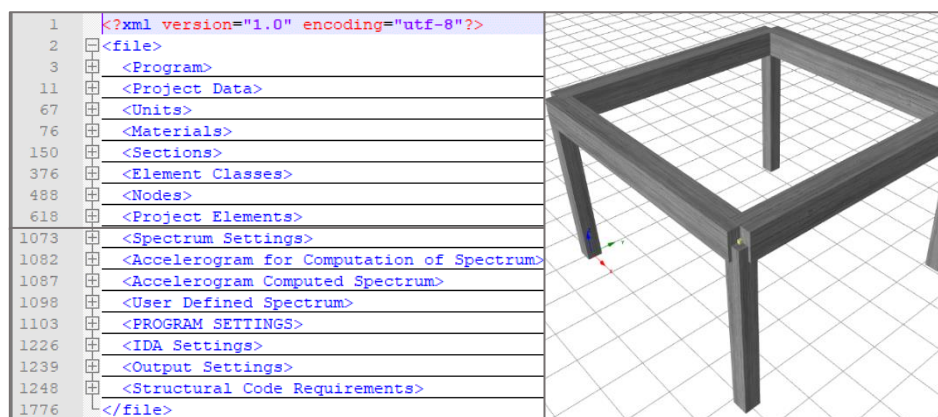 1 <?xml version="1.0" encoding="utf-8"?>
2 <file>
3 <Program>
11 <Project Data>
67 <Units>
76 <Materials>
150 <Sections>
376 <Element Classes>
488 <Nodes>
618 <Project Elements>
1073 <Spectrum Settings>
1082 <Accelerogram for Computation of Spectrum>
1087 <Accelerogram Computed Spectrum>
1098 <User Defined Spectrum>
1103 <PROGRAM SETTINGS>
1226 <IDA Settings>
1239 <Output Settings>
1248 <Structural Code Requirements>
1776 </file>